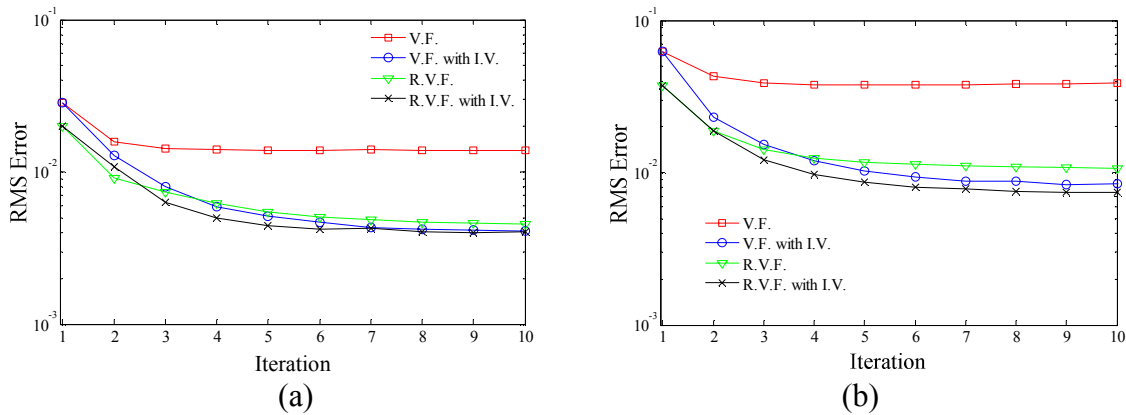 10-1
10-2
10-3
RMS Error
V.F.
V.F. with I.V.
R.V.F.
R.V.F. with I.V.
1 2 3 4 5 6 7 8 9 10
Iteration
(a)
10-1
10-2
10-3
RMS Error
V.F.
V.F. with I.V.
R.V.F.
R.V.F. with I.V.
1 2 3 4 5 6 7 8 9 10
Iteration
(b)